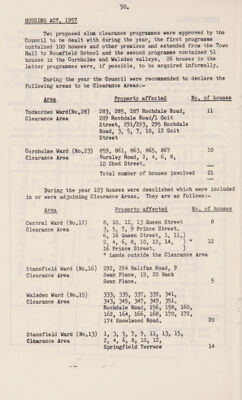 50.
HOUSING ACT, 1957
Two proposed slum clearance programmes were approved by the
Council to be dealt with during the year, the first programme
contained 100 houses and other premises and extended from the Town
Hall to Roomfield School and the second programme contained 51
houses in the Cornholme and Walsden valleys, 26 houses in the
latter programmes were, if possible, to be acquired informally.
During the year the Council were recommended to declare the
following areas to be Clearance Areas:-
Area Property affected No. of houses
Todmorden Ward(No,28) 283, 285, 287 Rochdale Road, 11
Clearance Area 289 Rochdale Road/1 Goit
Street, 291/293, 295 Rochdale
Road, 3, 5, 7, 10, 12 Goit
Street
Cornholme Ward (No,23) 859, 861, 863, 865, 867 10
Clearance Area Burnley Road, 2, 4, 6, 8,
10 Shed Street.
Total number of houses involved 21
During the year 103 houses were demolished which were included
in or were adjoining Clearance Areas. They are as follows:-
Area Property affected No. of houses
Central Ward (No,12) 8, 10, 12, 13 Queen Street 8
Clearance Area 3, 5, 7, 9 Prince Street,
6, 16 Queen Street, 1, 11,)
2, 4, 6, 8, 10, 12, 14, ) * 12
16 Prince Street. )
* Lands outside the Clearance Area
Stansfield Ward (No,16) 292, 294 Halifax Road, 9
Clearance Area Swan Place, 19, 20 Back
Swan Place. 5
Walsden Ward (No,15) 333, 335, 337, 339, 341,
Clearance Area 343, 345, 347, 349, 351,
Rochdale Road, 156, 158, 160,
162, 164, 166, 168, 170, 172,
174 Knowlwood Road, 20
Stansfield Ward (No,13) 1, 3, 5, 7, 9, 11, 13, 15,
Clearance Area 2, 4, 6, 8, 10, 12,
Springfield Terrace 14